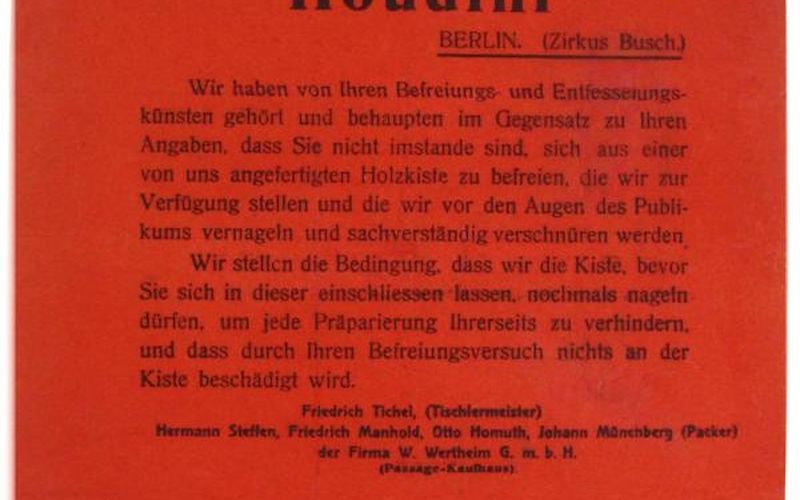 Houdini
BERLIN. (Zirkus Busch.)
Wir haben von Ihren Befreiungs- und Entfesselungs-
künsten gehört und behaupten im Gegensatz zu Ihren
Angaben, dass Sie nicht imstande sind, sich aus einer
von uns angefertigten Holzkiste zu befreien, die wir zur
Verfügung stellen und die wir vor den Augen des Publi-
kums vernageln und sachverständig verschnüren werden.
Wir stellen die Bedingung, dass wir die Kiste, bevor
Sie sich in dieser einschliessen lassen, nochmals nageln
dürfen, um jede Präparierung Ihrerseits zu verhindern,
und dass durch Ihren Befreiungsversuch nichts an der
Kiste beschädigt wird.
Friedrich Tichel, (Tischlermeister)
Hermann Steffen, Friedrich Manhold, Otto Homuth, Johann Münchberg (Packer)
der Firma W. Wertheim G. m. b. H.
(Passage-Kaufhaus).